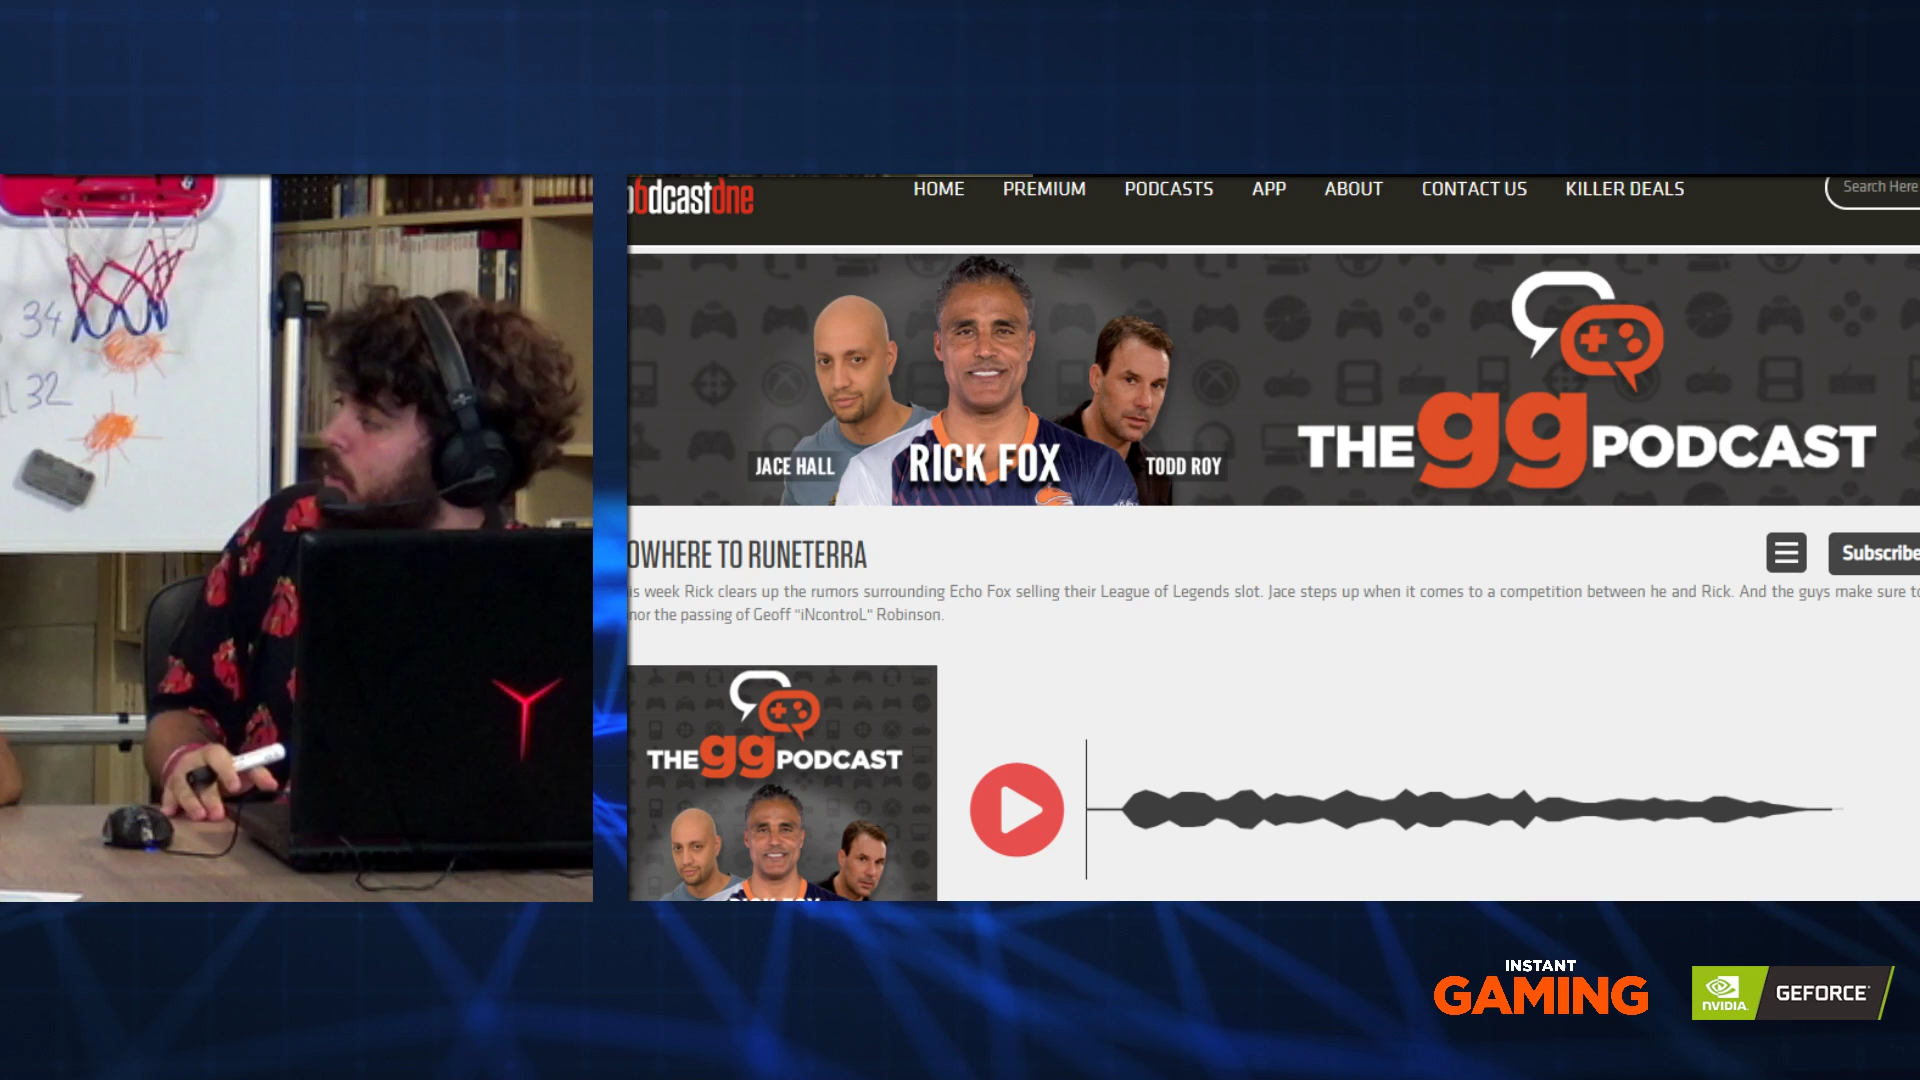 podcastone
HOME PREMIUM PODCASTS APP ABOUT CONTACT US KILLER DEALS
Search Here
34
32
JACE HALL
RICK FOX
TODD ROY
THE gg PODCAST
OWHERE TO RUNETERRA
Subscribe
is week Rick clears up the rumors surrounding Echo Fox selling their League of Legends slot. Jace steps up when it comes to a competition between he and Rick. And the guys make sure to
nor the passing of Geoff "iNcontroL" Robinson.
THE gg PODCAST
INSTANT
GAMING
NVIDIA.
GEFORCE